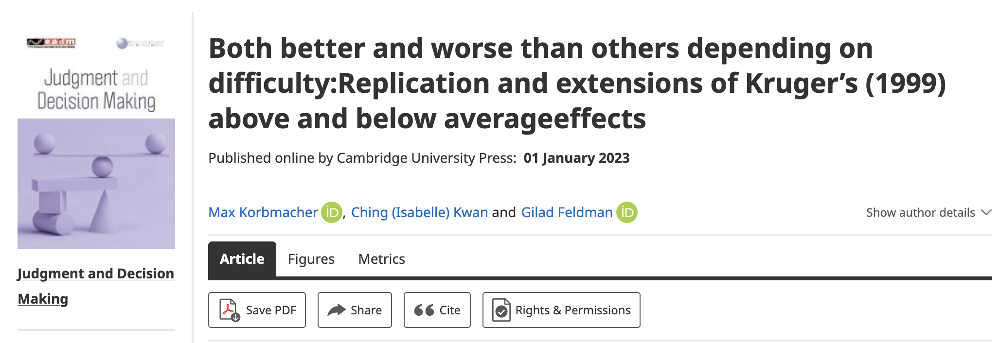 eadm
Judgment and
Decision Making
Judgment and Decision
Making
Both better and worse than others depending on
difficulty:Replication and extensions of Kruger’s (1999)
above and below averageeffects
Published online by Cambridge University Press: 01 January 2023
Max Korbmacher iD, Ching (Isabelle) Kwan and Gilad Feldman iD
Show author details
Article Figures Metrics
Save PDF Share Cite Rights & Permissions